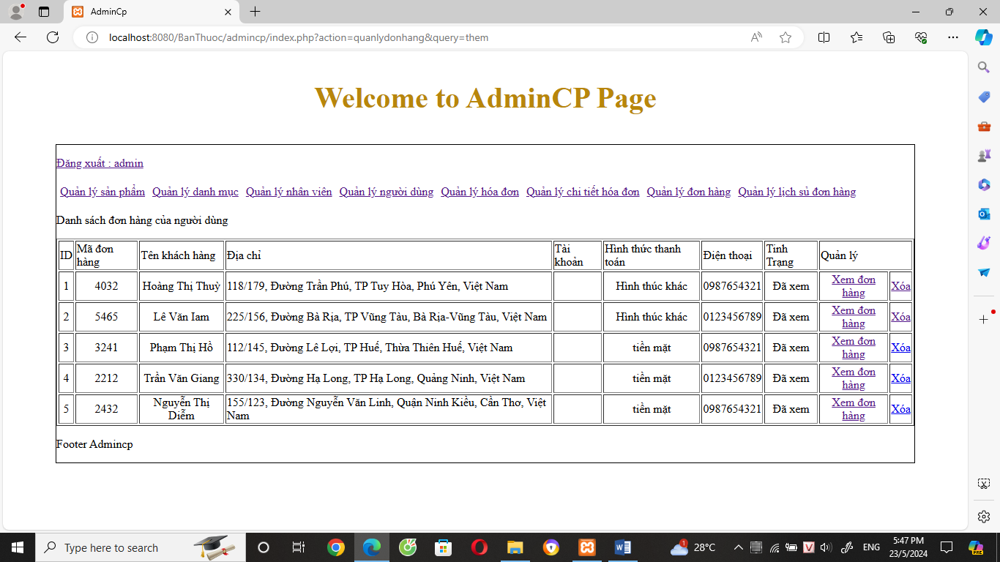 AdminCp
localhost:8080/BanThuoc/admincp/index.php?action=quanlydonhang&query=them
Welcome to AdminCP Page
Đăng xuất : admin
Quản lý sản phẩm Quản lý danh mục Quản lý nhân viên Quản lý người dùng Quản lý hóa đơn Quản lý chi tiết hóa đơn Quản lý đơn hàng Quản lý lịch sủ đơn hàng
Danh sách đơn hàng của người dùng
ID Mã đơn hàng Tên khách hàng Địa chỉ Tài khoản Hình thức thanh toán Điện thoại Tình Trạng Quản lý
1 4032 Hoàng Thị Thuỳ 118/179, Đường Trần Phú, TP Tuy Hòa, Phú Yên, Việt Nam Hình thúc khác 0987654321 Đã xem Xem đơn hàng Xóa
2 5465 Lê Văn Iam 225/156, Đường Bà Rịa, TP Vũng Tàu, Bà Rịa-Vũng Tàu, Việt Nam Hình thúc khác 0123456789 Đã xem Xem đơn hàng Xóa
3 3241 Phạm Thị Hồ 112/145, Đường Lê Lợi, TP Huế, Thừa Thiên Huế, Việt Nam tiền mặt 0987654321 Đã xem Xem đơn hàng Xóa
4 2212 Trần Văn Giang 330/134, Đường Hạ Long, TP Hạ Long, Quảng Ninh, Việt Nam tiền mặt 0123456789 Đã xem Xem đơn hàng Xóa
5 2432 Nguyễn Thị Diễm 155/123, Đường Nguyễn Văn Linh, Quận Ninh Kiều, Cần Thơ, Việt Nam tiền mặt 0987654321 Đã xem Xem đơn hàng Xóa
Footer Admincp
Type here to search
1
28°C
V
ENG
5:47 PM
23/5/2024
PRE